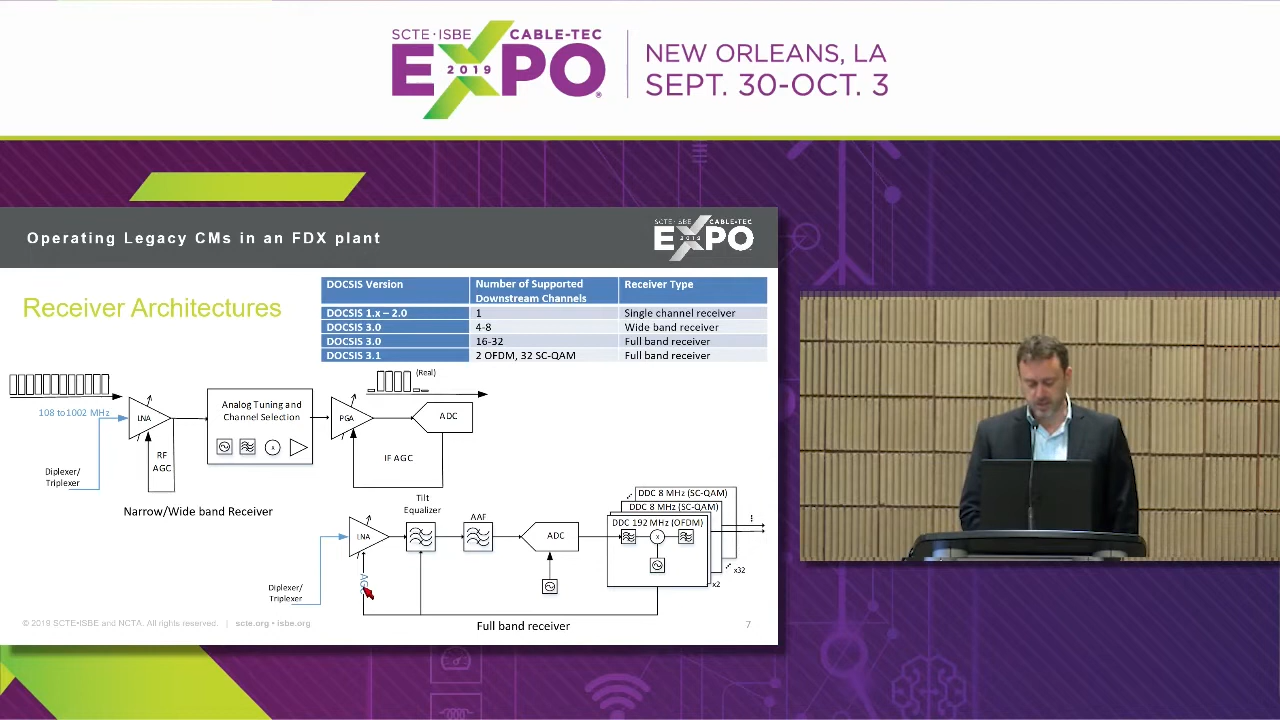 SCTE·ISBE CABLE-TEC
EXPO
2019
NEW ORLEANS, LA
SEPT. 30-OCT. 3
Operating Legacy CMs in an FDX plant
SCTE·ISBE CABLE-TEC
EXPO
2019
Receiver Architectures
DOCSIS Version Number of Supported Downstream Channels Receiver Type
DOCSIS 1.x – 2.0 1 Single channel receiver
DOCSIS 3.0 4-8 Wide band receiver
DOCSIS 3.0 16-32 Full band receiver
DOCSIS 3.1 2 OFDM, 32 SC-QAM Full band receiver
(Real)
108 to1002 MHz
LNA
Analog Tuning and
Channel Selection
x
PGA
ADC
RF
AGC
IF AGC
Diplexer/
Triplexer
Narrow/Wide band Receiver
Tilt
Equalizer
AAF
LNA
ADC
DDC 8 MHz (SC-QAM)
DDC 8 MHz (SC-QAM)
DDC 192 MHz (OFDM)
x
x32
x2
Diplexer/
Triplexer
© 2019 SCTE•ISBE and NCTA. All rights reserved. | scte.org • isbe.org
Full band receiver
7